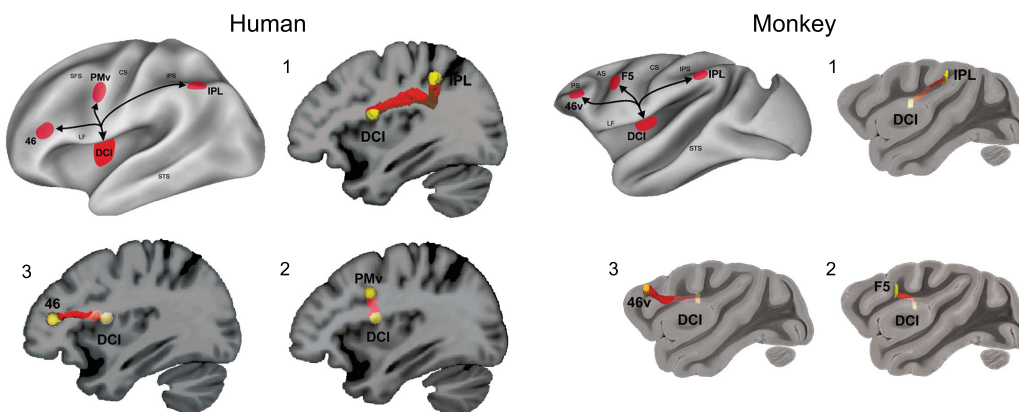 Human
Monkey
SFS
PMv
CS
IPS
IPL
46
LF
DCI
STS
1
IPL
DCI
PS
AS
F5
CS
IPS
IPL
46v
LF
DCI
STS
1
IPL
DCI
3
46
DCI
2
PMv
DCI
3
46v
DCI
2
F5
DCI